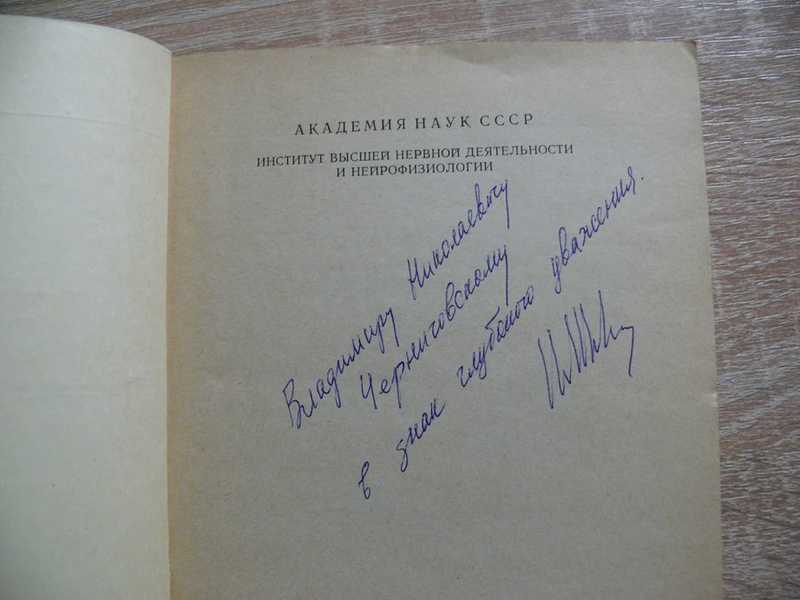 АКАДЕМИЯ НАУК СССР
ИНСТИТУТ ВЫСШЕЙ НЕРВНОЙ ДЕЯТЕЛЬНОСТИ
И НЕЙРОФИЗИОЛОГИИ
Владимиру Николаевичу
Черниговскому
в знак глубокого уважения.